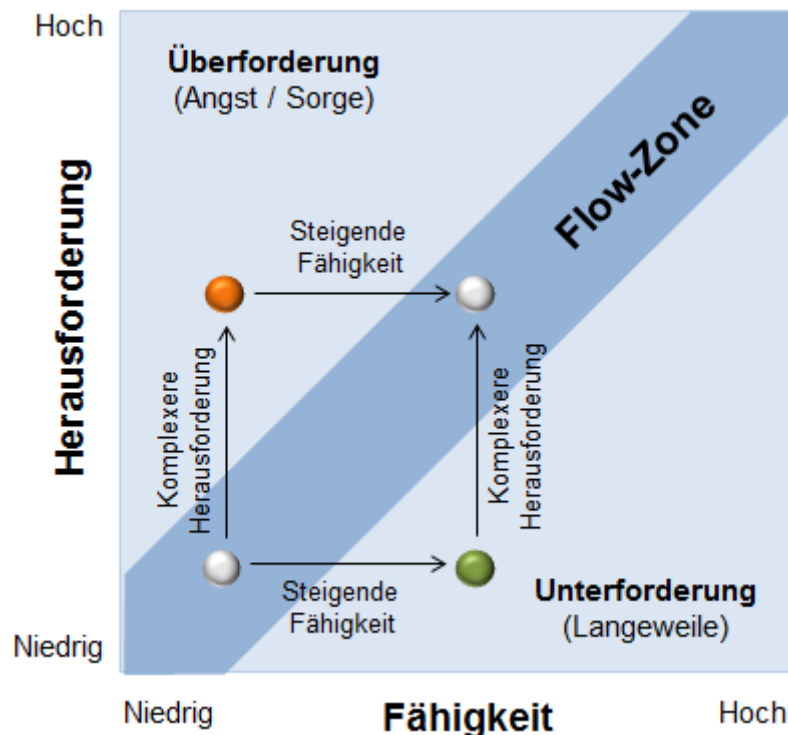 Hoch
Überforderung
(Angst / Sorge)
Flow-Zone
Herausforderung
Steigende
Fähigkeit
Komplexere
Herausforderung
Komplexere
Herausforderung
Steigende
Fähigkeit
Unterforderung
(Langeweile)
Niedrig
Niedrig
Fähigkeit
Hoch